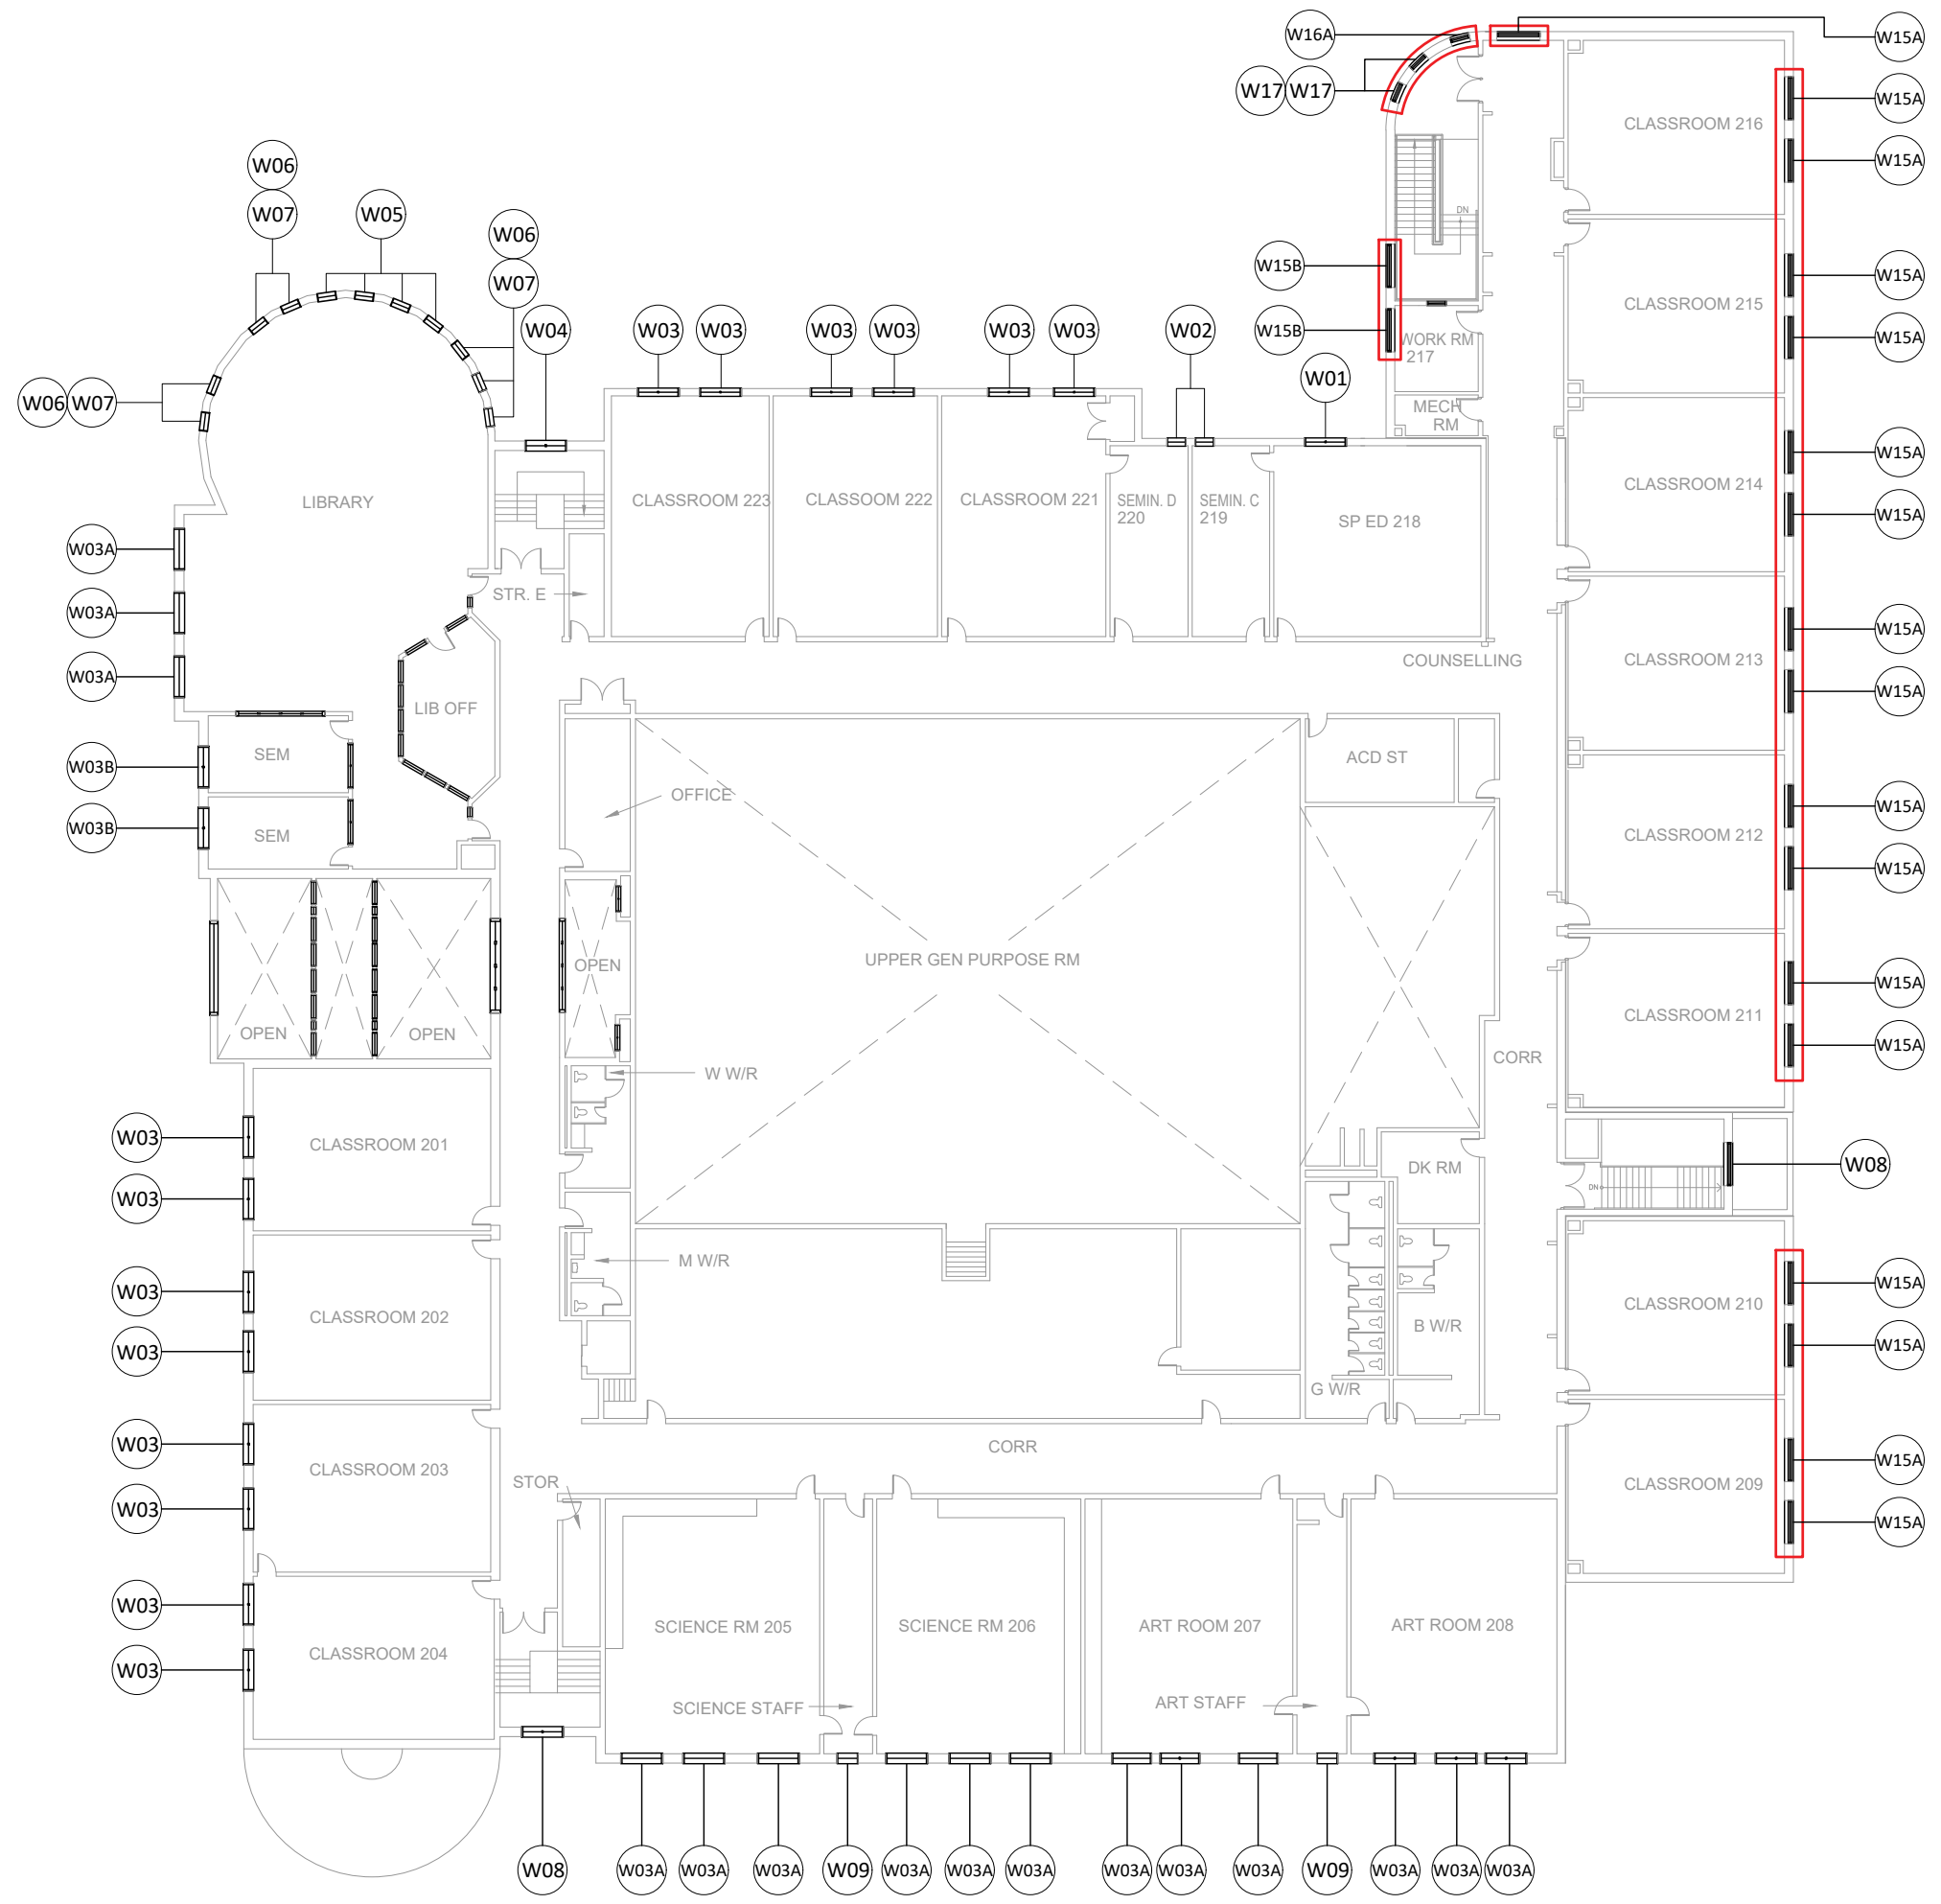 W16A
W15A
W17 W17
W15A
CLASSROOM 216
W15A
W06
W07
W05
W06
W07
DN
W15B
W15A
CLASSROOM 215
W04
W03
W03
W03
W03
W03
W03
W02
W15B
WORK RM
217
W15A
W01
W06 W07
MECH
RM
W15A
LIBRARY
CLASSROOM 223
CLASSOOM 222
CLASSROOM 221
SEMIN. D
220
SEMIN. C
219
SP ED 218
CLASSROOM 214
W15A
W03A
STR. E
W03A
W15A
COUNSELLING
CLASSROOM 213
W03A
LIB OFF
W15A
SEM
W03B
ACD ST
OFFICE
W15A
W03B
SEM
CLASSROOM 212
W15A
UPPER GEN PURPOSE RM
OPEN
W15A
OPEN
OPEN
CLASSROOM 211
CORR
W15A
W W/R
W03
CLASSROOM 201
DK RM
W08
DN
W03
M W/R
W15A
W03
CLASSROOM 202
CLASSROOM 210
B W/R
W15A
W03
G W/R
W03
CORR
W15A
CLASSROOM 203
STOR
CLASSROOM 209
W03
W15A
W03
SCIENCE RM 205
SCIENCE RM 206
ART ROOM 207
ART ROOM 208
CLASSROOM 204
W03
SCIENCE STAFF
ART STAFF
W08
W03A
W03A
W03A
W09
W03A
W03A
W03A
W03A
W03A
W03A
W09
W03A
W03A
W03A